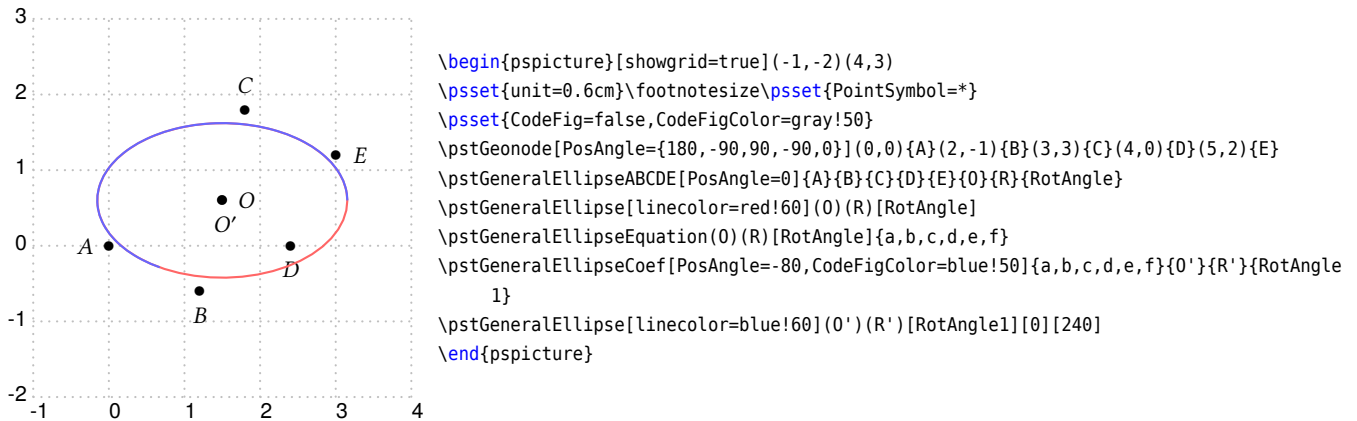 3
2
1
0
-1
-2
-1 0 1 2 3 4
C
E
O
O′
A
D
B
\begin{pspicture}[showgrid=true](-1,-2)(4,3)
\psset{unit=0.6cm}\footnotesize\psset{PointSymbol=*}
\psset{CodeFig=false,CodeFigColor=gray!50}
\pstGeonode[PosAngle={180,-90,90,-90,0}](0,0){A}(2,-1){B}(3,3){C}(4,0){D}(5,2){E}
\pstGeneralEllipseABCDE[PosAngle=0]{A}{B}{C}{D}{E}{O}{R}{RotAngle}
\pstGeneralEllipse[linecolor=red!60](O)(R)[RotAngle]
\pstGeneralEllipseEquation(O)(R)[RotAngle]{a,b,c,d,e,f}
\pstGeneralEllipseCoef[PosAngle=-80,CodeFigColor=blue!50]{a,b,c,d,e,f}{O'}{R'}{RotAngle
1}
\pstGeneralEllipse[linecolor=blue!60](O')(R')[RotAngle1][0][240]
\end{pspicture}